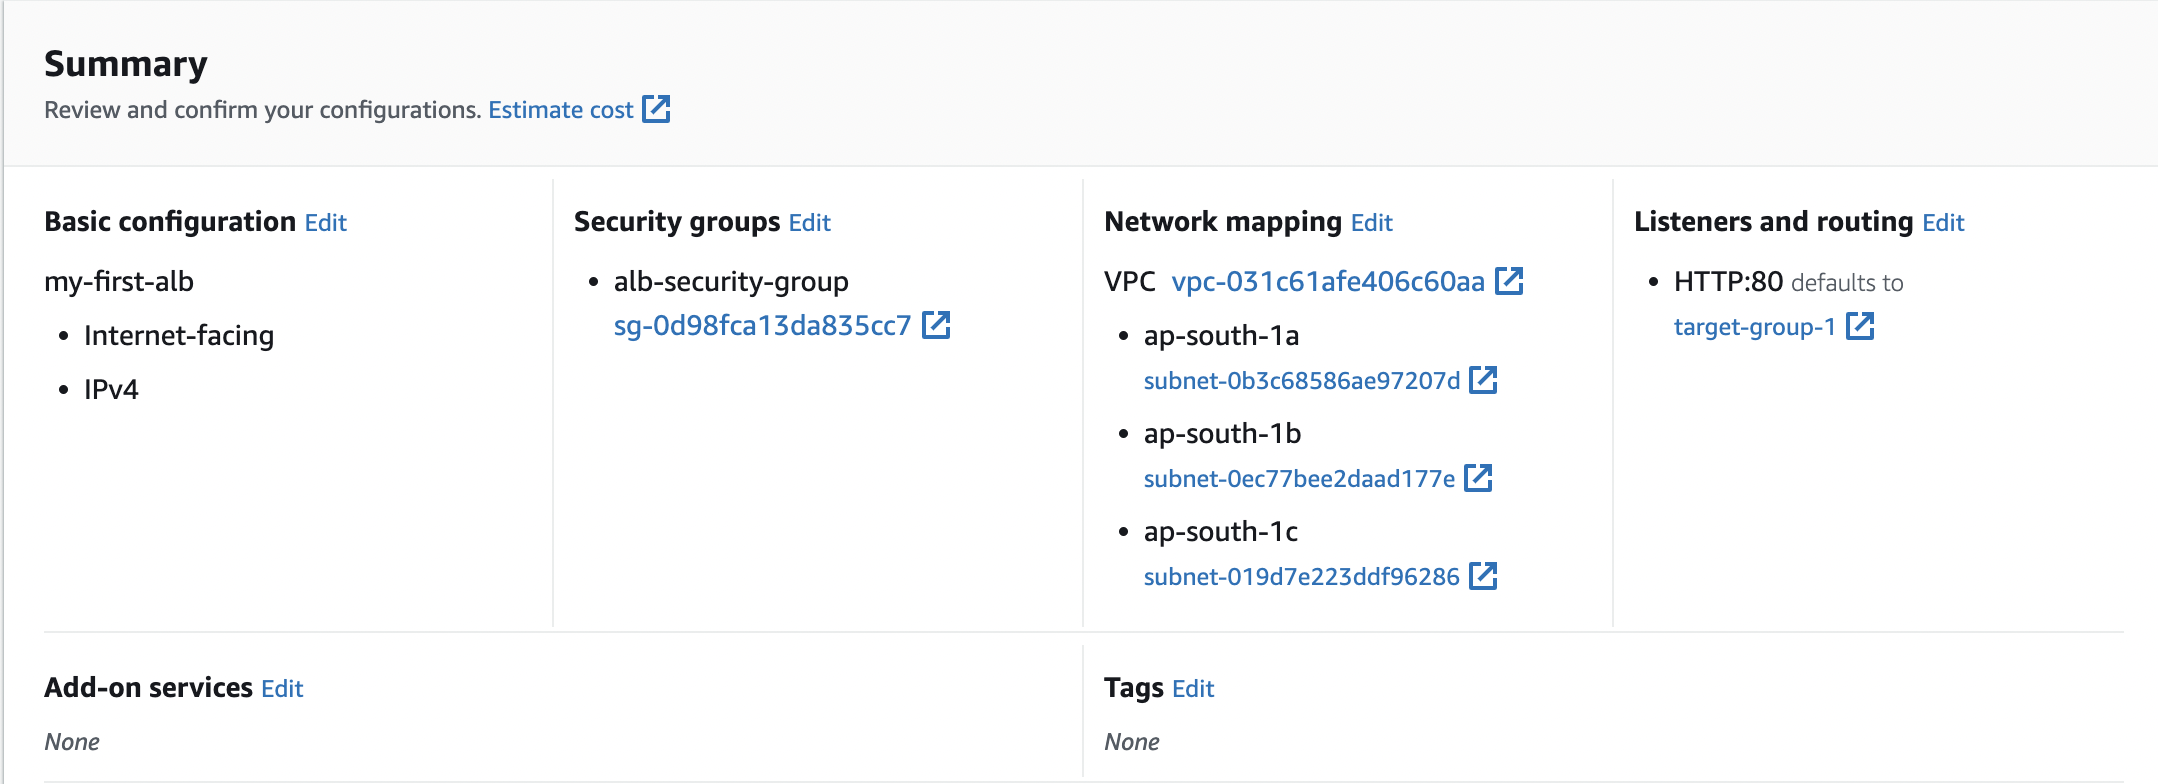 Summary
Review and confirm your configurations. Estimate cost
Basic configuration Edit
my-first-alb
• Internet-facing
• IPv4
Security groups Edit
• alb-security-group
sg-0d98fca13da835cc7
Network mapping Edit
VPC vpc-031c61afe406c60aa
• ap-south-1a
subnet-0b3c68586ae97207d
• ap-south-1b
subnet-0ec77bee2daad177e
• ap-south-1c
subnet-019d7e223ddf96286
Listeners and routing Edit
• HTTP:80 defaults to
target-group-1
Add-on services Edit
None
Tags Edit
None